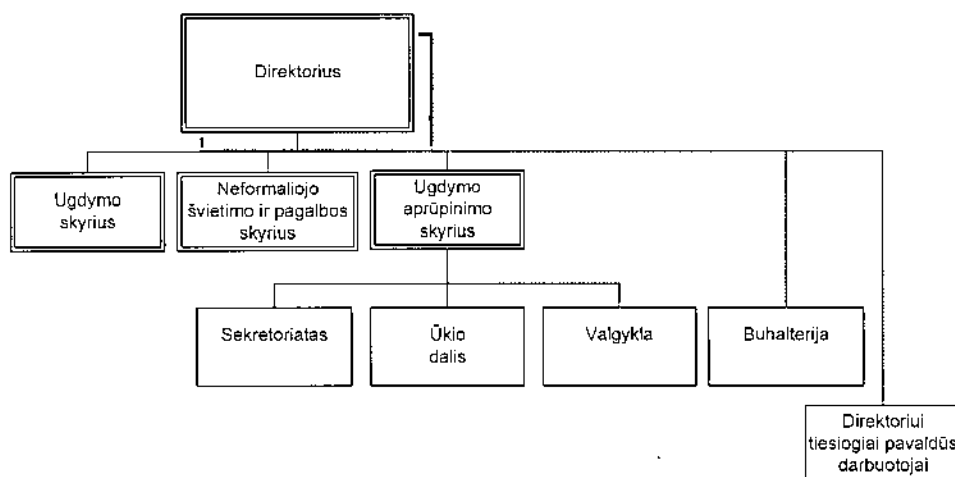 Direktorius
1
Ugdymo
skyrius
Neformaliojo
švietimo ir pagalbos
skyrius
Ugdymo
aprūpinimo
skyrius
Sekretoriatas
Ūkio
dalis
Valgykla
Buhalterija
Direktoriui
tiesiogiai pavaldūs
darbuotojai